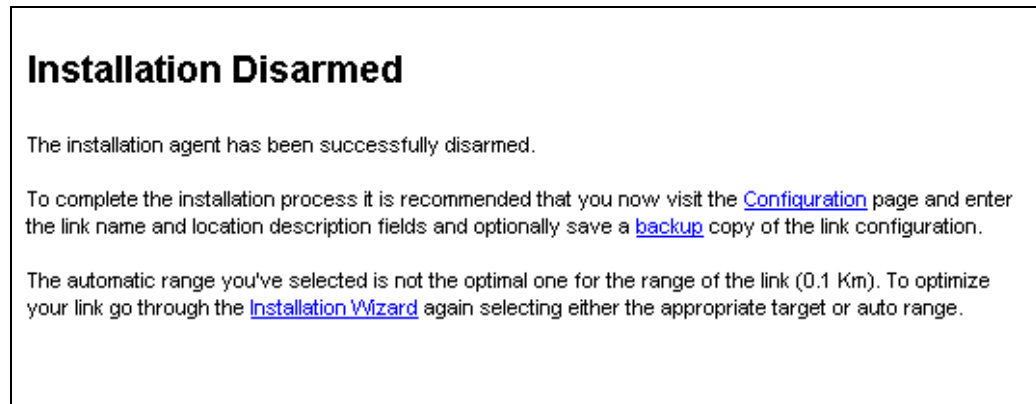 Installation Disarmed
The installation agent has been successfully disarmed.
To complete the installation process it is recommended that you now visit the Configuration page and enter
the link name and location description fields and optionally save a backup copy of the link configuration.
The automatic range you've selected is not the optimal one for the range of the link (0.1 Km). To optimize
your link go through the Installation Wizard again selecting either the appropriate target or auto range.